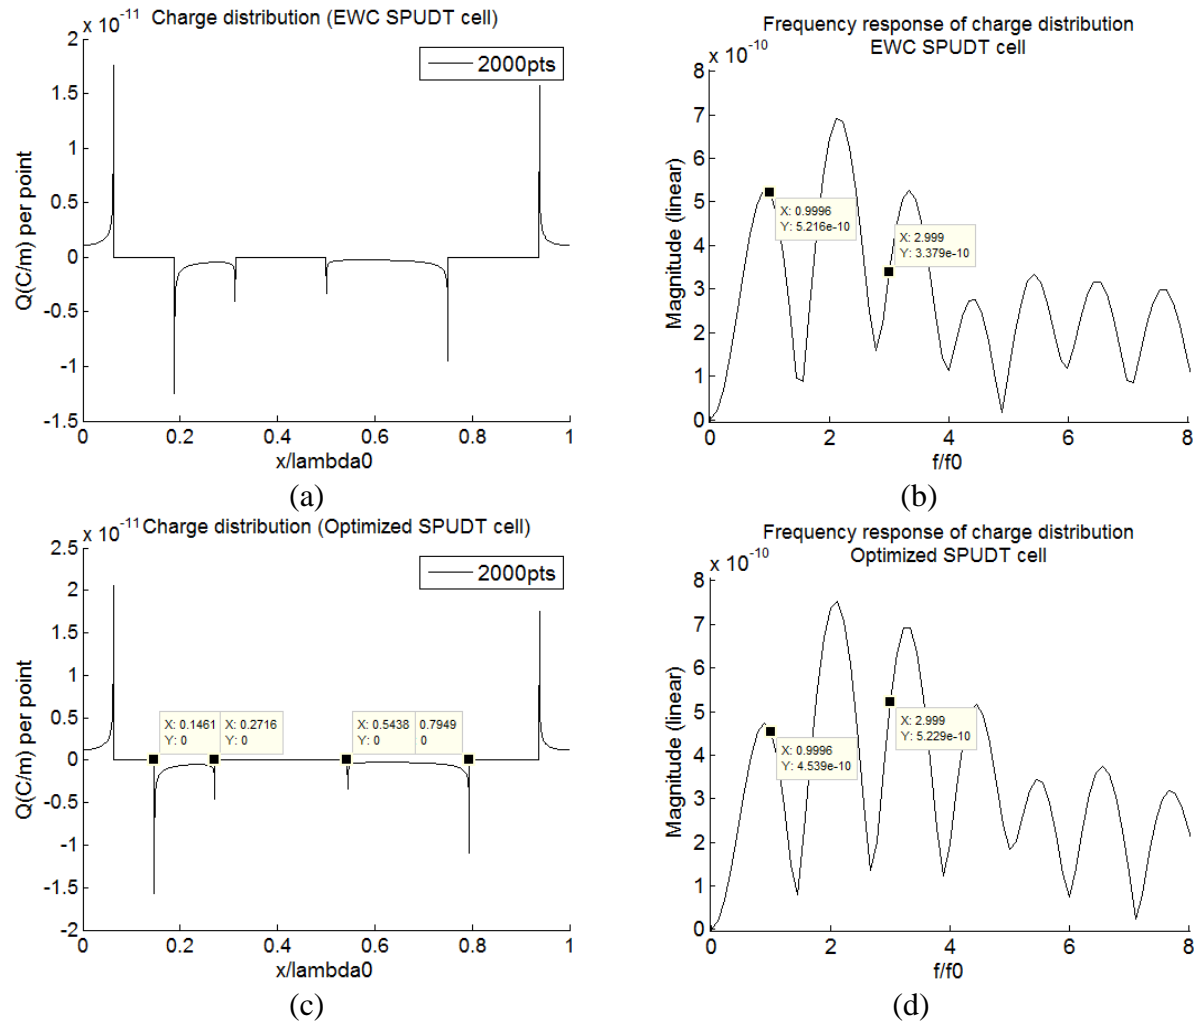 x 10^-11 Charge distribution (EWC SPUDT cell)
2
1.5
1
0.5
0
-0.5
-1
-1.5
Q(C/m) per point
2000pts
0 0.2 0.4 0.6 0.8 1
x/lambda0
(a)
Frequency response of charge distribution
EWC SPUDT cell
x 10^-10
8
7
6
5
4
3
2
1
0
Magnitude (linear)
X: 0.9996
Y: 5.216e-10
X: 2.999
Y: 3.379e-10
0 2 4 6 8
f/f0
(b)
x 10^-11 Charge distribution (Optimized SPUDT cell)
2.5
2
1.5
1
0.5
0
-0.5
-1
-1.5
-2
Q(C/m) per point
2000pts
X: 0.1461
Y: 0
X: 0.2716
Y: 0
X: 0.5438
Y: 0
0.7949
0
0 0.2 0.4 0.6 0.8 1
x/lambda0
(c)
Frequency response of charge distribution
Optimized SPUDT cell
x 10^-10
8
7
6
5
4
3
2
1
0
Magnitude (linear)
X: 2.999
Y: 5.229e-10
X: 0.9996
Y: 4.539e-10
0 2 4 6 8
f/f0
(d)